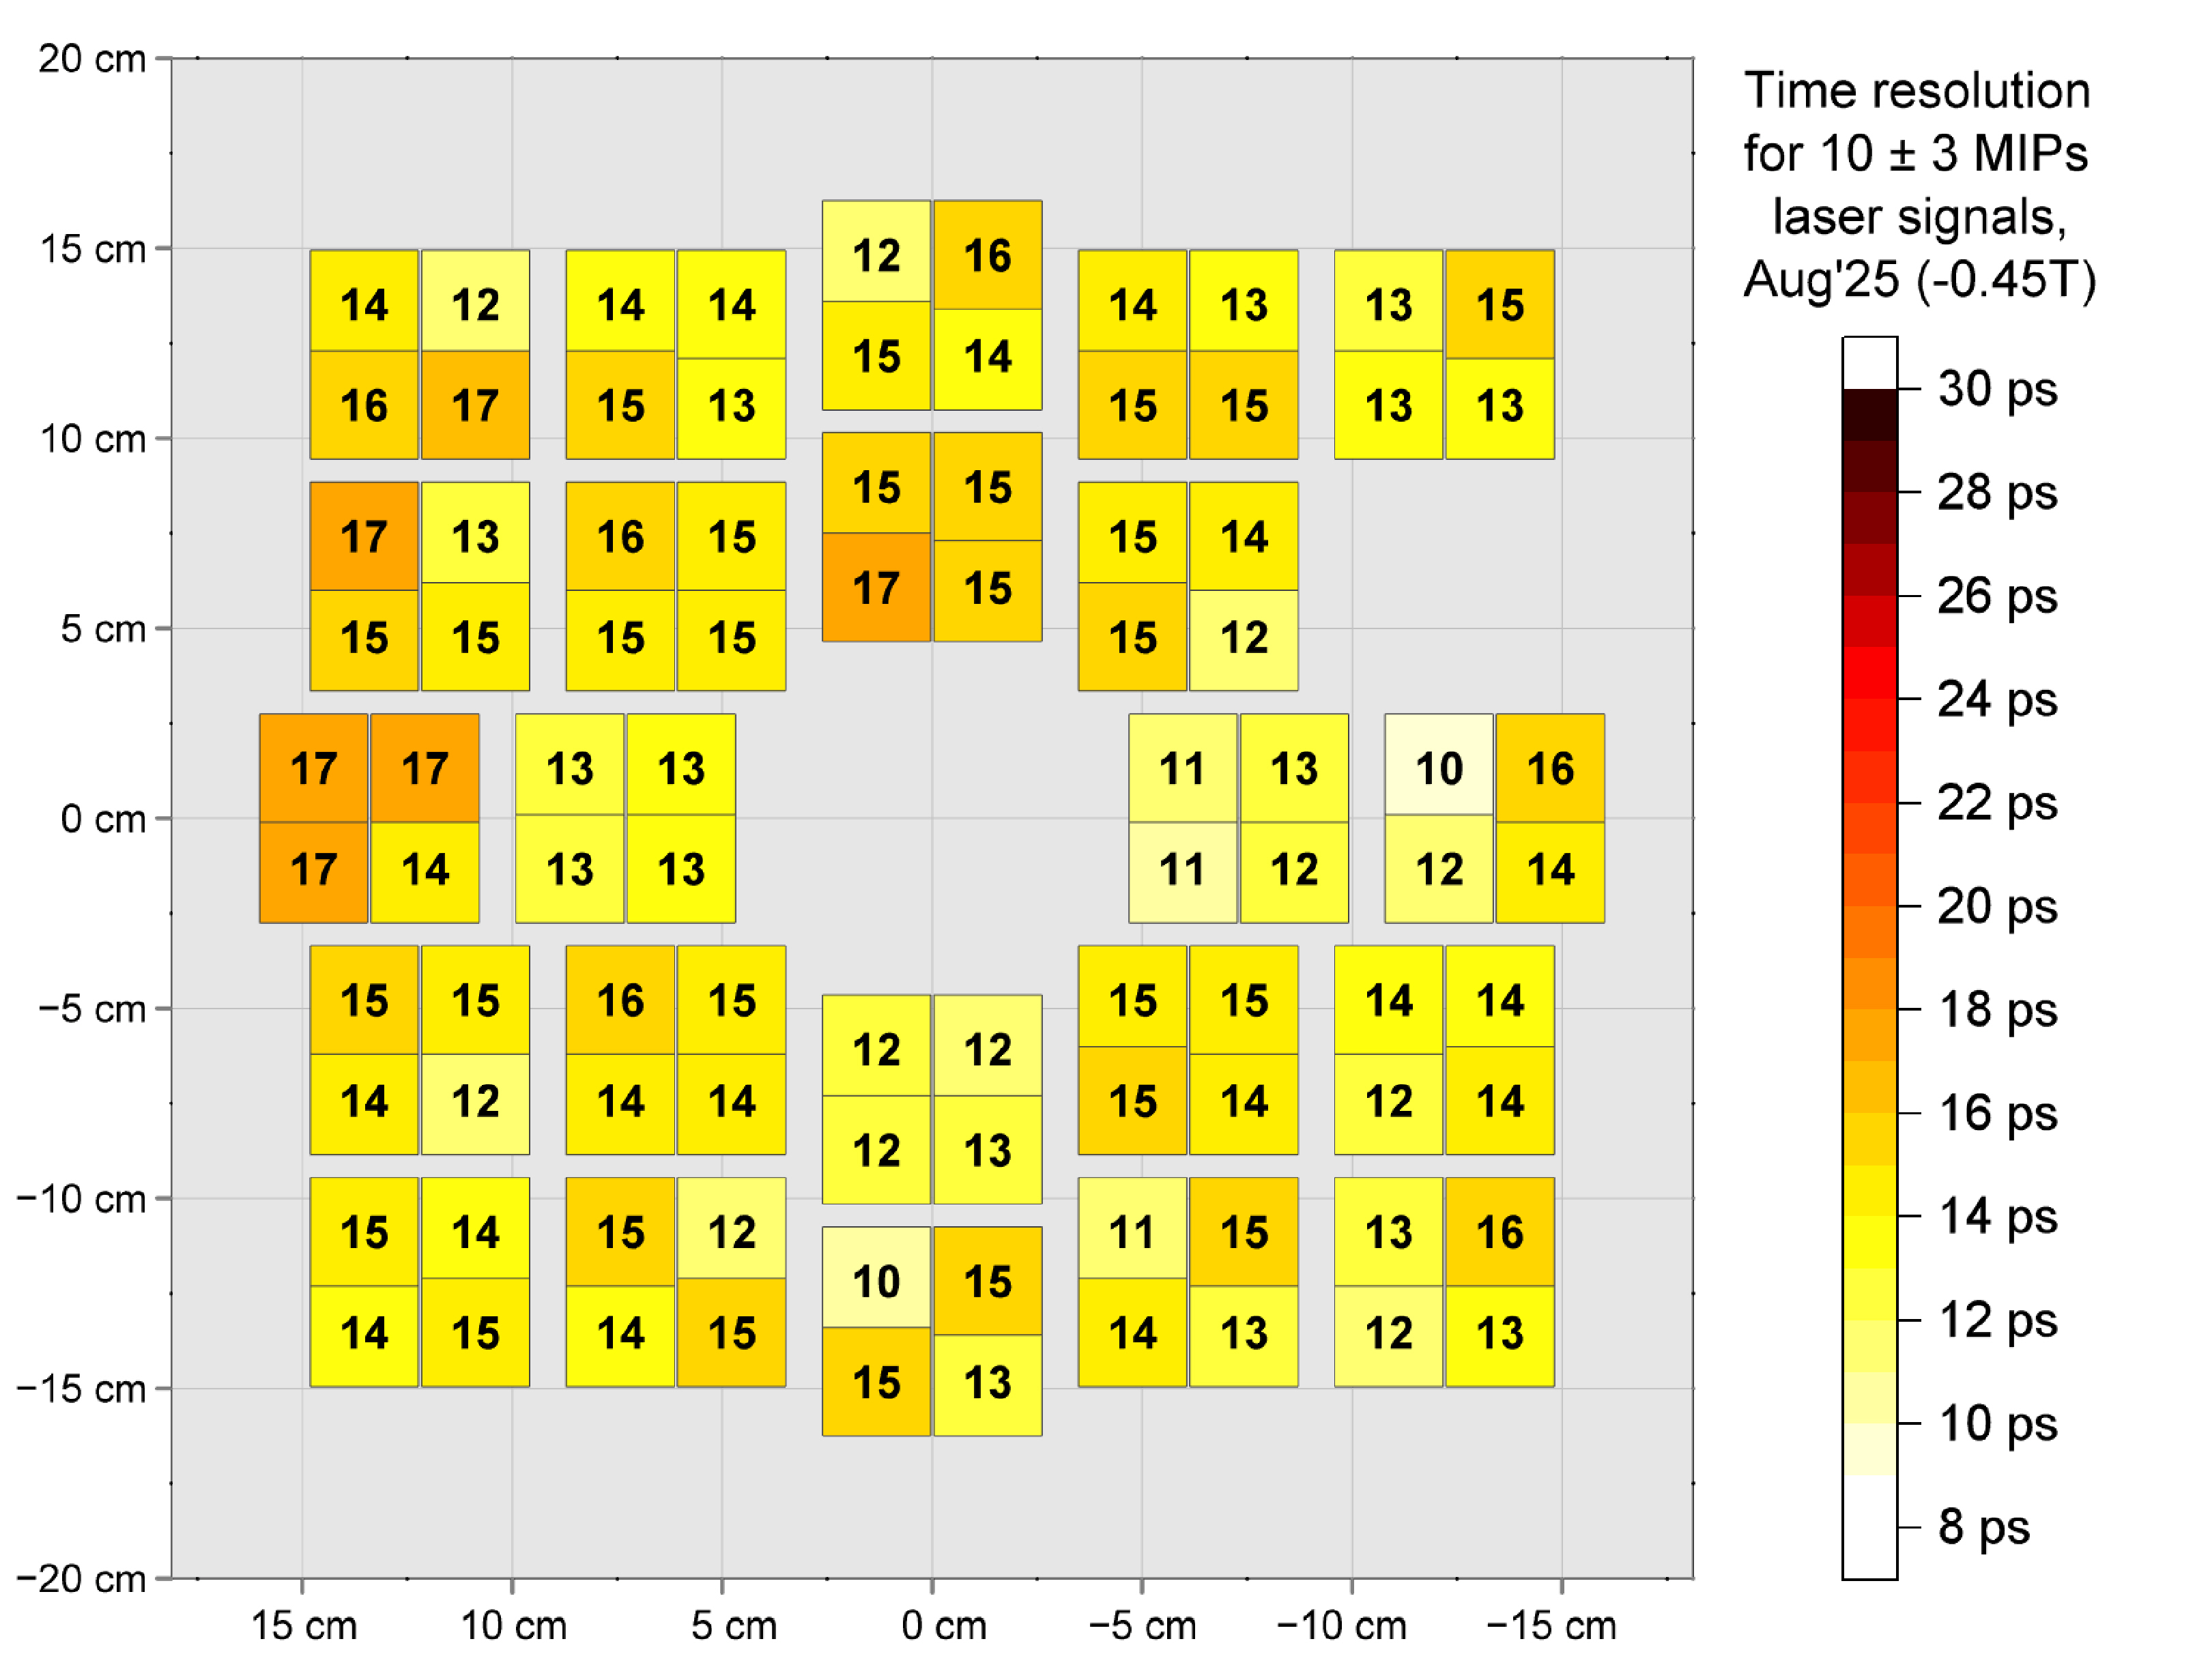 Time resolution
for 10 ± 3 MIPs
laser signals,
Aug'25 (-0.45T)
20 cm
12 16
15 cm
14 12 14 14 14 13 13 15
15 14
16 17 15 13 15 15 13 13
10 cm
15 15
17 13 16 15 15 14
17 15
5 cm
15 15 15 15 15 12
17 17 13 13 11 13 10 16
0 cm
17 14 13 13 11 12 12 14
15 15 16 15 15 15 14 14
−5 cm
12 12
14 12 14 14 15 14 12 14
12 13
−10 cm
15 14 15 12 11 15 13 16
10 15
14 15 14 15 14 13 12 13
15 13
−15 cm
−20 cm
15 cm 10 cm 5 cm 0 cm −5 cm −10 cm −15 cm
30 ps
28 ps
26 ps
24 ps
22 ps
20 ps
18 ps
16 ps
14 ps
12 ps
10 ps
8 ps